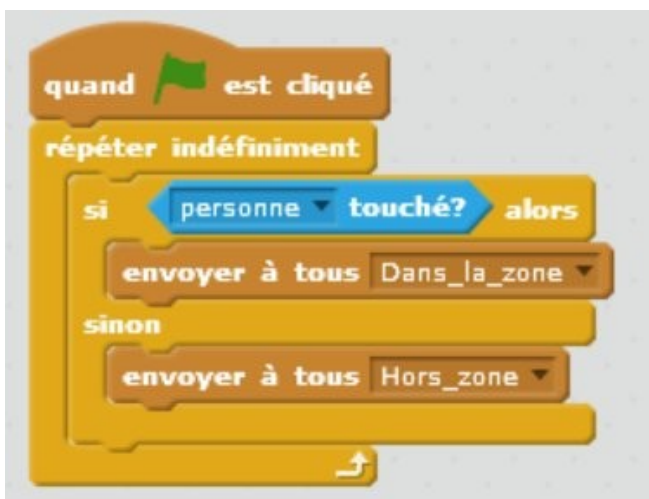 quand est cliqué
répéter indéfiniment
si personne touché? alors
envoyer à tous Dans_la_zone
sinon
envoyer à tous Hors_zone